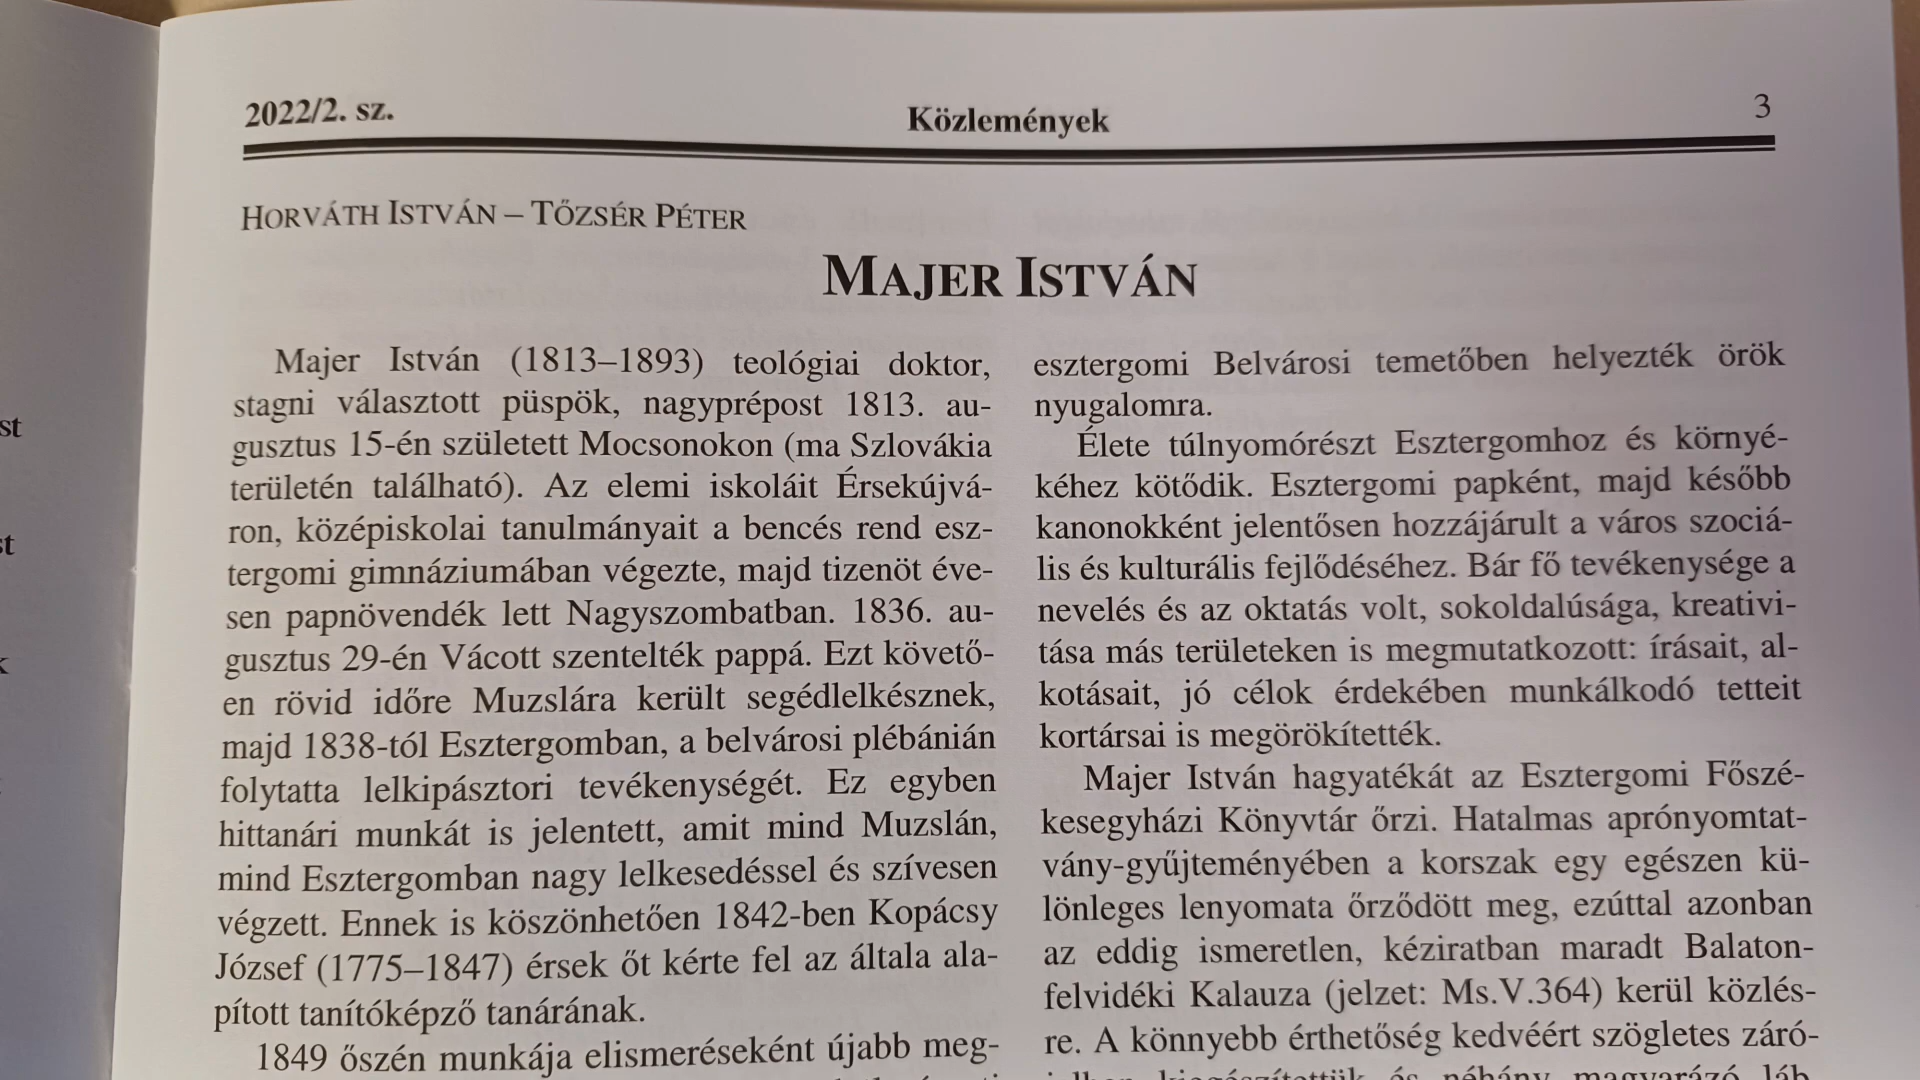 2022/2. sz.
Közlemények
3
HORVÁTH ISTVÁN – TŐZSÉR PÉTER
MAJER ISTVÁN
Majer István (1813–1893) teológiai doktor,
stagni választott püspök, nagyprépost 1813. au-
gusztus 15-én született Mocsonokon (ma Szlovákia
területén található). Az elemi iskoláit Érsekújvá-
ron, középiskolai tanulmányait a bencés rend esz-
tergomi gimnáziumában végezte, majd tizenöt éve-
sen papnövendék lett Nagyszombatban. 1836. au-
gusztus 29-én Vácott szentelték pappá. Ezt követő-
en rövid időre Muzslára került segédlelkésznek,
majd 1838-tól Esztergomban, a belvárosi plébánián
folytatta lelkipásztori tevékenységét. Ez egyben
hittanári munkát is jelentett, amit mind Muzslán,
mind Esztergomban nagy lelkesedéssel és szívesen
végzett. Ennek is köszönhetően 1842-ben Kopácsy
József (1775–1847) érsek őt kérte fel az általa ala-
pított tanítóképző tanárának.
1849 őszén munkája elismeréseként újabb meg-
esztergomi Belvárosi temetőben helyezték örök
nyugalomra.
Élete túlnyomórészt Esztergomhoz és környé-
kéhez kötődik. Esztergomi papként, majd később
kanonokként jelentősen hozzájárult a város szociá-
lis és kulturális fejlődéséhez. Bár fő tevékenysége a
nevelés és az oktatás volt, sokoldalúsága, kreativi-
tása más területeken is megmutatkozott: írásait, al-
kotásait, jó célok érdekében munkálkodó tetteit
kortársai is megörökítették.
Majer István hagyatékát az Esztergomi Főszé-
kesegyházi Könyvtár őrzi. Hatalmas aprónyomtat-
vány-gyűjteményében a korszak egy egészen kü-
lönleges lenyomata őrződött meg, ezúttal azonban
az eddig ismeretlen, kéziratban maradt Balaton-
felvidéki Kalauza (jelzet: Ms.V.364) kerül közlés-
re. A könnyebb érthetőség kedvéért szögletes záró-